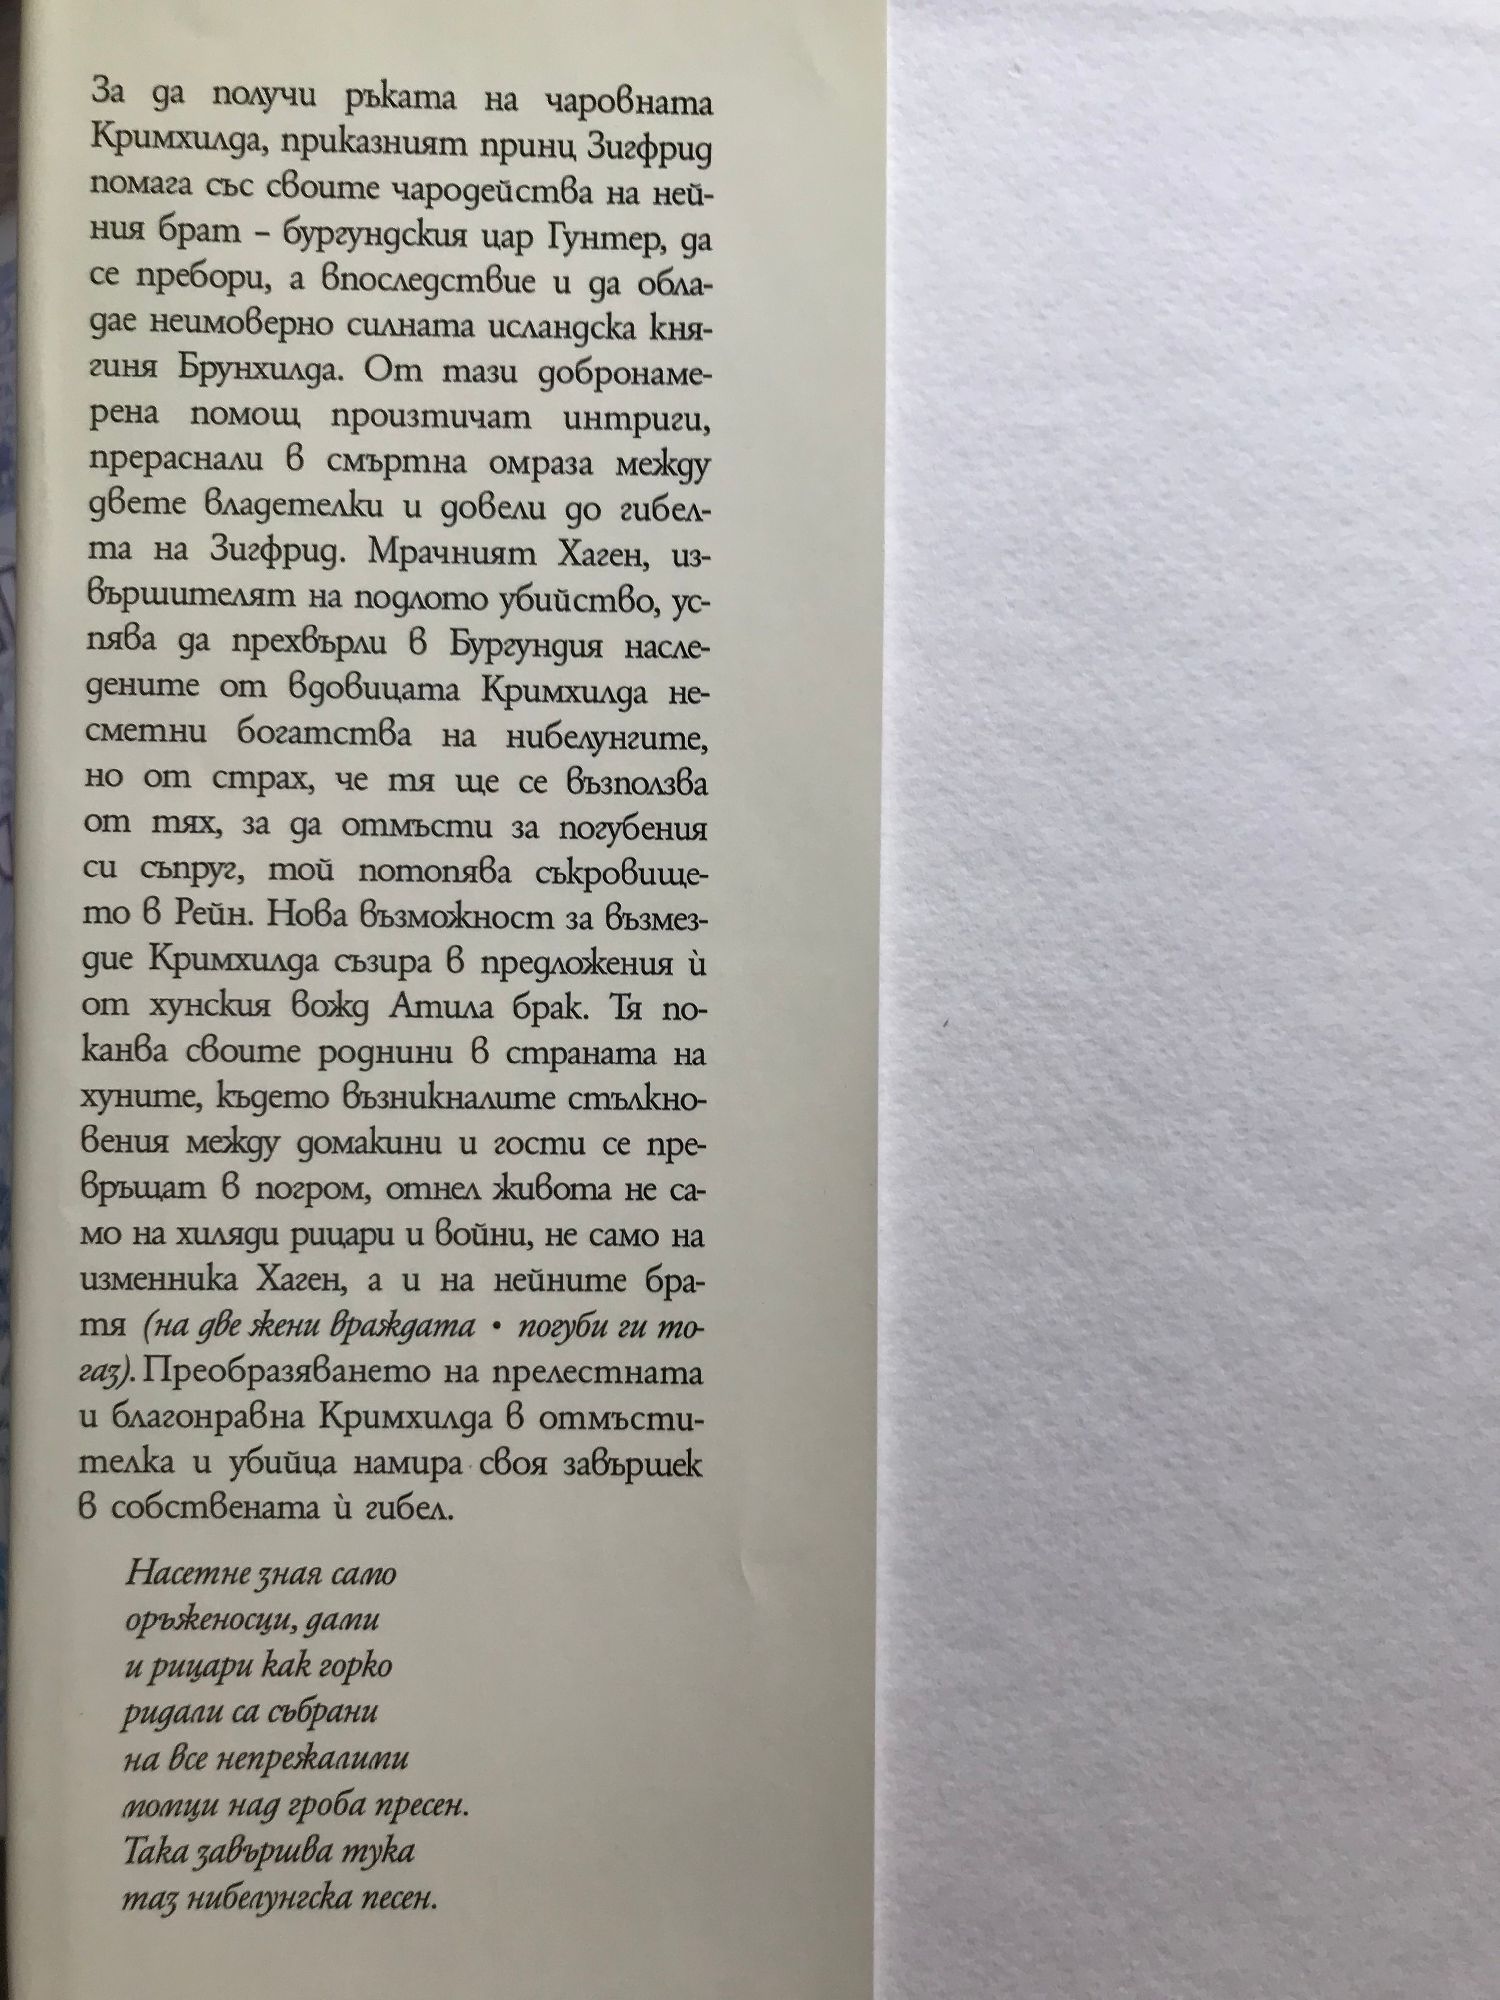 За да получи ръката на чаровната
Кримхилда, приказният принц Зигфрид
помага със своите чародейства на ней-
ния брат – бургундския цар Гунтер, да
се пребори, а впоследствие и да обла-
дае неимоверно силната исландска кня-
гиня Брунхилда. От тази добронаме-
рена помощ произтичат интриги,
прераснали в смъртна омраза между
двете владетелки и довели до гибел-
та на Зигфрид. Мрачният Хаген, из-
вършителят на подлото убийство, ус-
пява да прехвърли в Бургундия насле-
дените от вдовицата Кримхилда не-
сметни богатства на нибелунгите,
но от страх, че тя ще се възползва
от тях, за да отмъсти за погубения
си съпруг, той потопява съкровище-
то в Рейн. Нова възможност за възмез-
дие Кримхилда съзира в предложения ѝ
от хунския вожд Атила брак. Тя по-
канва своите роднини в страната на
хуните, където възникналите стълкно-
вения между домакини и гости се пре-
връщат в погром, отнел живота не са-
мо на хиляди рицари и войни, не само на
изменника Хаген, а и на нейните бра-
тя (на две жени враждата • погуби ги то-
газ). Преобразяването на прелестната
и благонравна Кримхилда в отмъсти-
телка и убийца намира своя завършек
в собствената ѝ гибел.
Насетне зная само
оръженосци, дами
и рицари как горко
ридали са събрани
на все непрежалими
момци над гроба пресен.
Така завършва тука
таз нибелунгска песен.